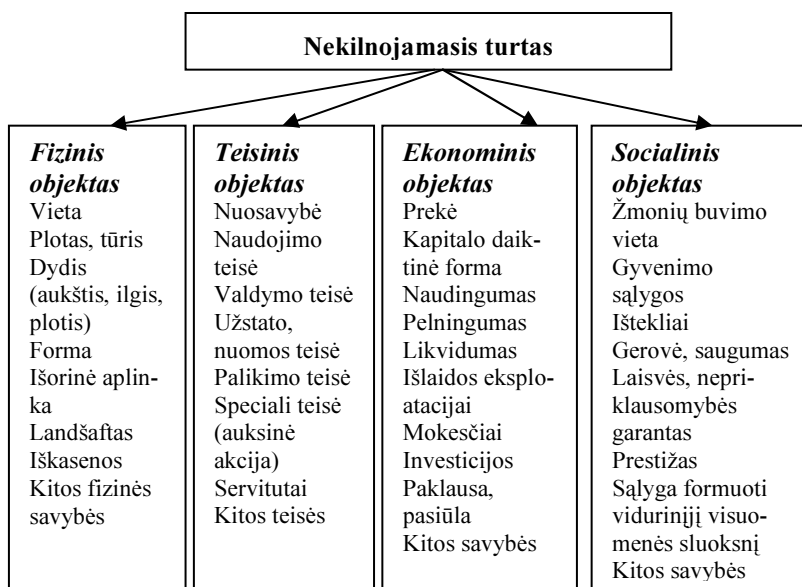 Nekilnojamasis turtas
Fizinis
objektas
Vieta
Plotas, tūris
Dydis
(aukštis, ilgis,
plotis)
Forma
Išorinė aplin-
ka
Landšaftas
Iškasenos
Kitos fizinės
savybės
Teisinis
objektas
Nuosavybė
Naudojimo
teisė
Valdymo teisė
Užstato,
nuomos teisė
Palikimo teisė
Speciali teisė
(auksinė
akcija)
Servitutai
Kitos teisės
Ekonominis
objektas
Prekė
Kapitalo daik-
tinė forma
Naudingumas
Pelningumas
Likvidumas
Išlaidos eksplo-
atacijai
Mokesčiai
Investicijos
Paklausa,
pasiūla
Kitos savybės
Socialinis
objektas
Žmonių buvimo
vieta
Gyvenimo
sąlygos
Ištekliai
Gerovė, saugumas
Laisvės, nepri-
klausomybės
garantas
Prestižas
Sąlyga formuoti
vidurinįjį visuo-
menės sluoksnį
Kitos savybės